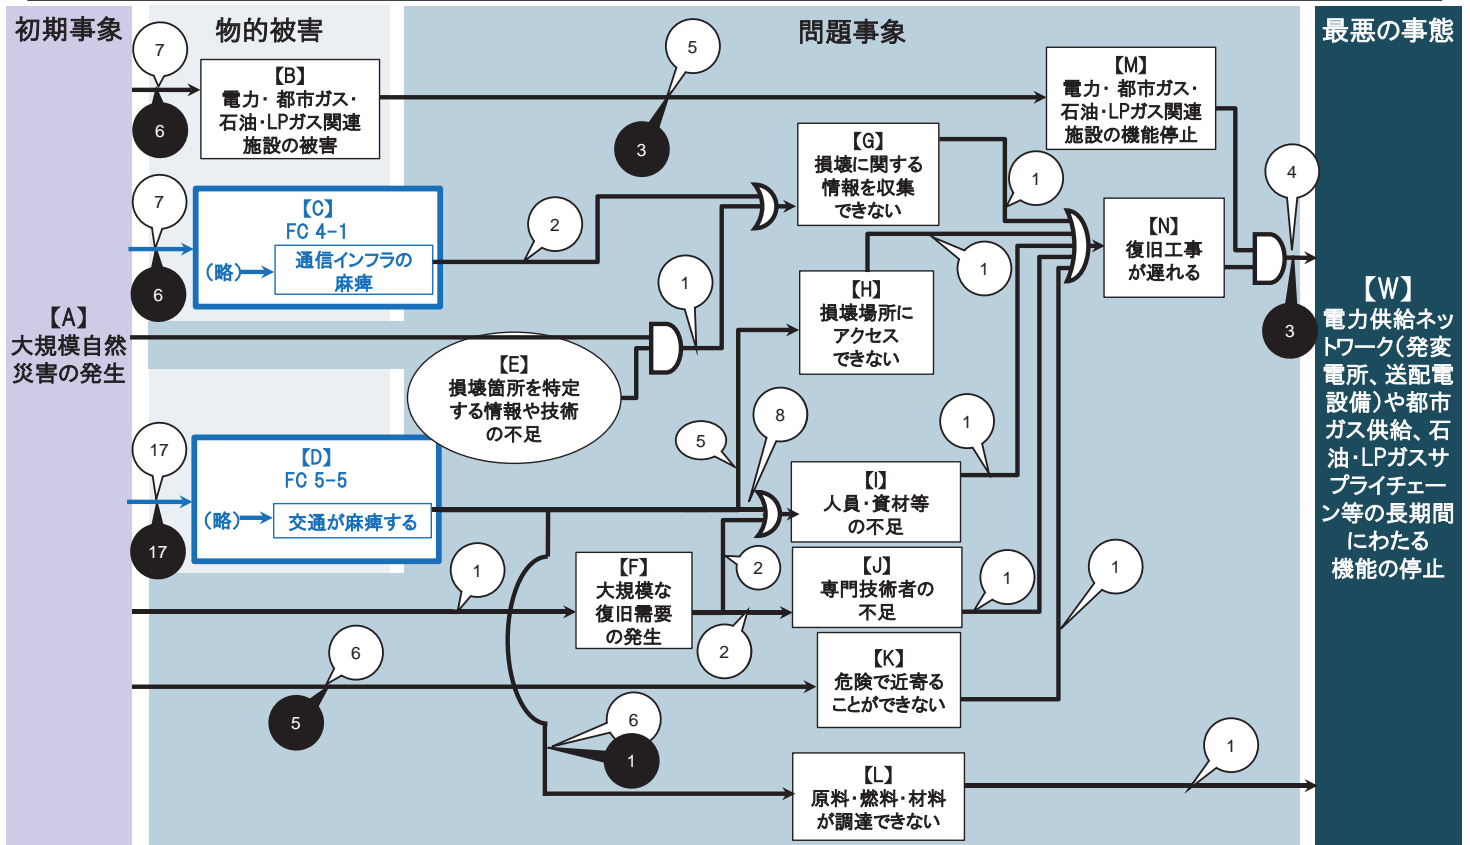 初期事象
物的被害
問題事象
最悪の事態
7
6
【B】
電力・都市ガス・
石油・LPガス関連
施設の被害
5
3
【M】
電力・都市ガス・
石油・LPガス関連
施設の機能停止
7
6
【C】
FC 4-1
(略)
通信インフラの
麻痺
2
【G】
損壊に関する
情報を収集
できない
1
1
【H】
損壊場所に
アクセス
できない
1
【N】
復旧工事
が遅れる
4
3
【A】
大規模自然
災害の発生
【E】
損壊箇所を特定
する情報や技術
の不足
【W】
電力供給ネッ
トワーク(発変
電所、送配電
設備)や都市
ガス供給、石
油・LPガスサ
プライチェー
ン等の長期間
にわたる
機能の停止
17
17
【D】
FC 5-5
(略)
交通が麻痺する
5
8
【I】
人員・資材等
の不足
1
1
【F】
大規模な
復旧需要
の発生
2
2
【J】
専門技術者の
不足
1
1
6
5
【K】
危険で近寄る
ことができない
6
1
【L】
原料・燃料・材料
が調達できない
1